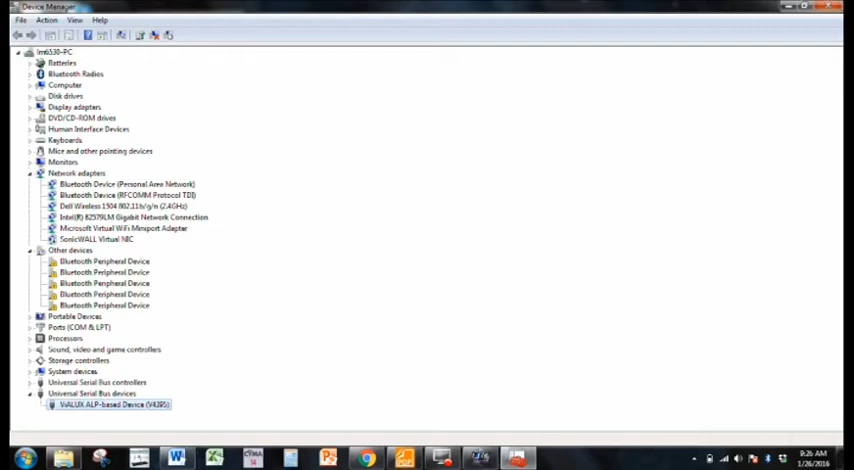 Device Manager
File Action View Help
lm6530-PC
Batteries
Bluetooth Radios
Computer
Disk drives
Display adapters
DVD/CD-ROM drives
Human Interface Devices
Keyboards
Mice and other pointing devices
Monitors
Network adapters
Bluetooth Device (Personal Area Network)
Bluetooth Device (RFCOMM Protocol TDI)
Dell Wireless 1504 802.11b/g/n (2.4GHz)
Intel(R) 82579LM Gigabit Network Connection
Microsoft Virtual WiFi Miniport Adapter
SonicWALL Virtual NIC
Other devices
Bluetooth Peripheral Device
Bluetooth Peripheral Device
Bluetooth Peripheral Device
Bluetooth Peripheral Device
Bluetooth Peripheral Device
Portable Devices
Ports (COM & LPT)
Processors
Sound, video and game controllers
Storage controllers
System devices
Universal Serial Bus controllers
Universal Serial Bus devices
ViALUX ALP-based Device (V4395)
CYMA
14
9:26 AM
1/26/2016